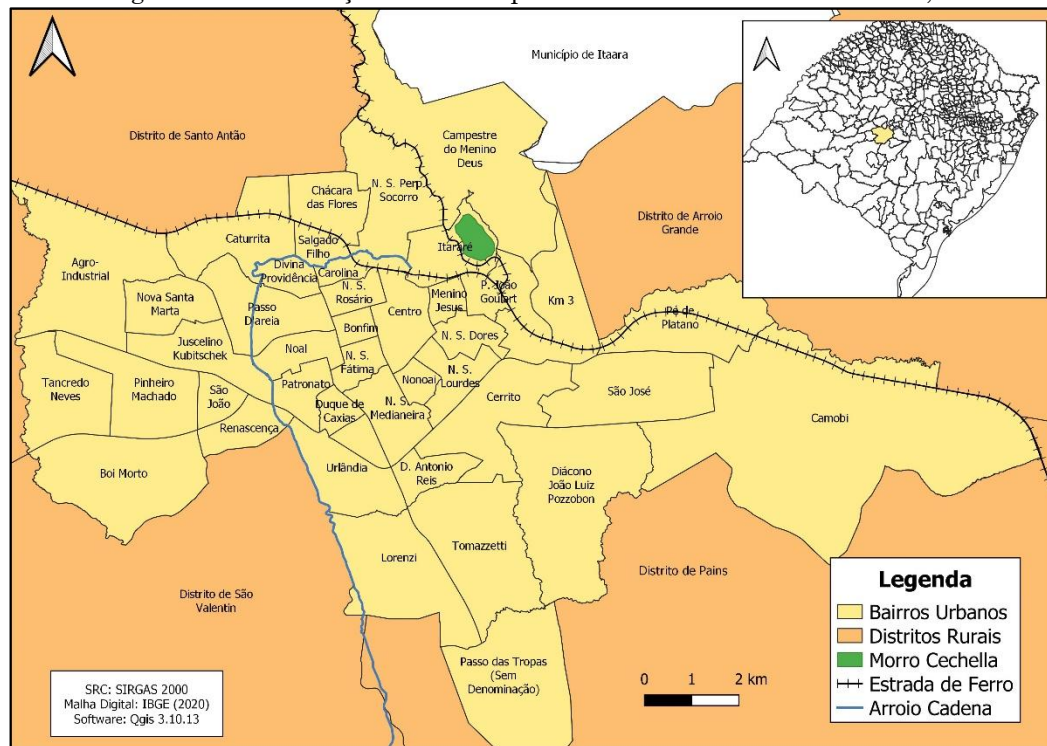 Município de Itaara
Distrito de Santo Antão
Campestre
do Menino
Deus
Chácara
das Flores
N. S. Perp.
Socorro
Distrito de Arroio
Grande
Caturrita
Salgado
Filho
Itararé
Agro-
Industrial
Divina
Providência
Carolina
N. S.
Rosário
Centro
Menino
Jesus
P. João
Goulart
Km 3
Nova Santa
Marta
Passo
D'areia
Bonfim
N. S. Dores
Pé de
Platano
Juscelino
Kubitschek
Noal
N. S.
Fátima
Nonoai
N. S.
Lourdes
Tancredo
Neves
Pinheiro
Machado
São
João
Patronato
Duque de
Caxias
N. S.
Medianeira
Cerrito
São José
Camobi
Renascença
Boi Morto
Urlândia
D. Antonio
Reis
Diácono
João Luiz
Pozzobon
Lorenzi
Tomazzetti
Distrito de Pains
Distrito de São
Valentin
Passo das Tropas
(Sem
Denominação)
SRC: SIRGAS 2000
Malha Digital: IBGE (2020)
Software: Qgis 3.10.13
0 1 2 km
Legenda
Bairros Urbanos
Distritos Rurais
Morro Cechella
Estrada de Ferro
Arroio Cadena